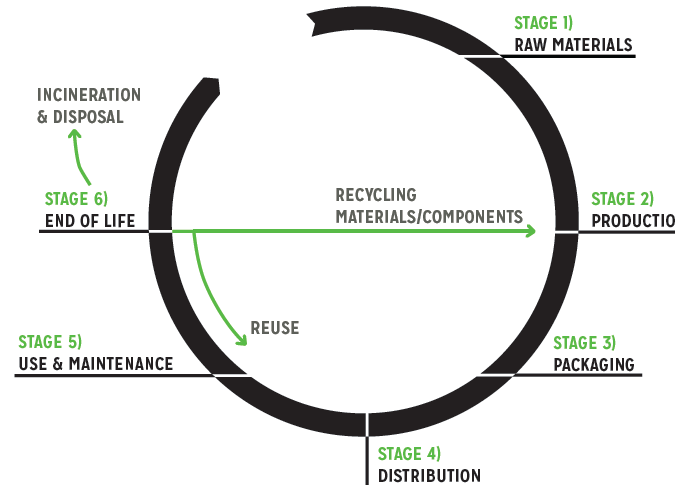 STAGE 1)
RAW MATERIALS
INCINERATION
& DISPOSAL
STAGE 6)
END OF LIFE
RECYCLING
MATERIALS/COMPONENTS
STAGE 2)
PRODUCTIO
REUSE
STAGE 5)
USE & MAINTENANCE
STAGE 3)
PACKAGING
STAGE 4)
DISTRIBUTION